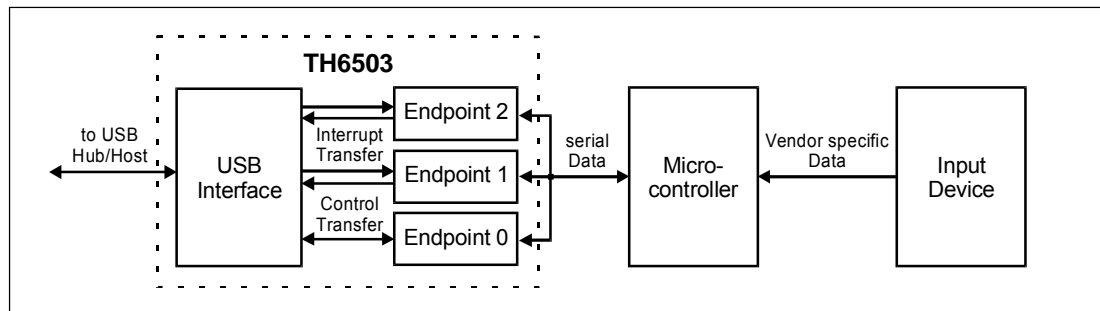 TH6503
to USB
Hub/Host
USB
Interface
Interrupt
Transfer
Control
Transfer
Endpoint 2
Endpoint 1
Endpoint 0
serial
Data
Micro-
controller
Vendor specific
Data
Input
Device